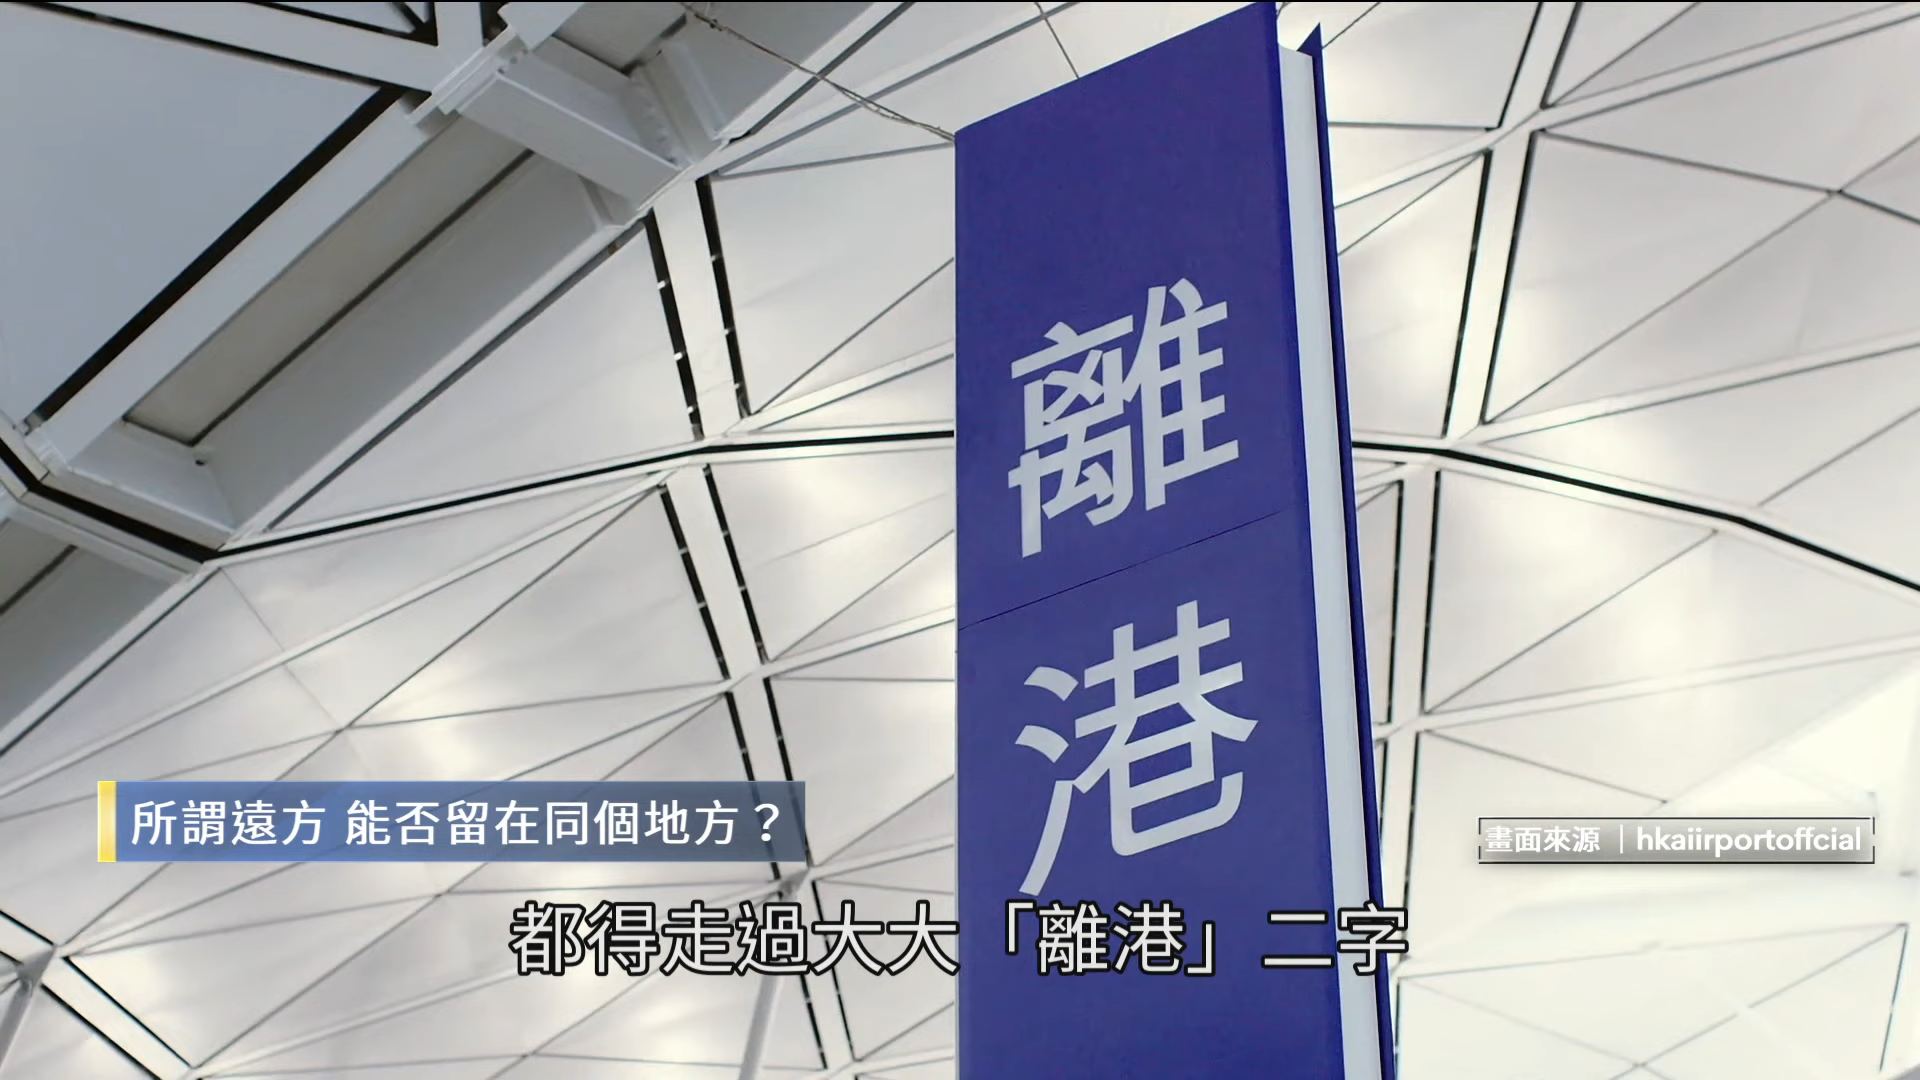 離
港
所謂遠方 能否留在同個地方？
畫面來源｜hkaiirportoffcial
都得走過大大「離港」二字